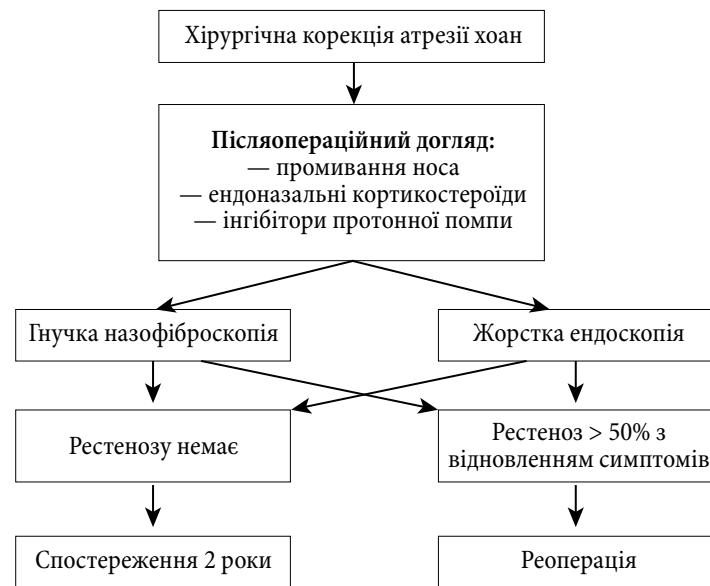 Хірургічна корекція атрезії хоан
Післяопераційний догляд:
— промивання носа
— ендоназальні кортикостероїди
— інгібітори протонної помпи
Гнучка назофіброскопія
Жорстка ендоскопія
Рестенозу немає
Рестеноз > 50% з
відновленням симптомів
Спостереження 2 роки
Реоперація